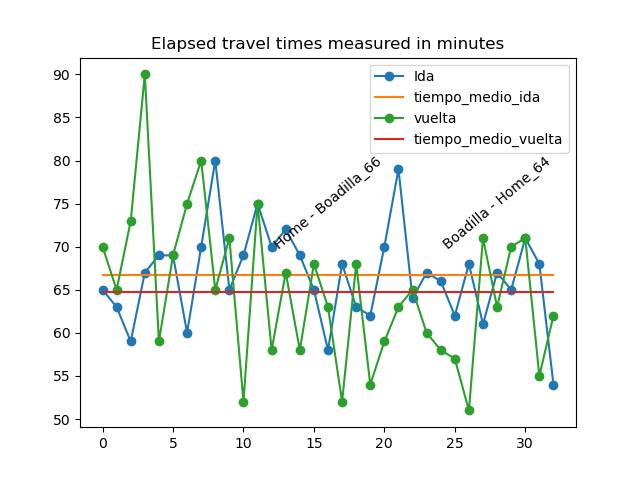 Elapsed travel times measured in minutes
90
85
80
75
70
65
60
55
50
Ida
tiempo_medio_ida
vuelta
tiempo_medio_vuelta
Home - Boadilla_66
Boadilla - Home_64
0 5 10 15 20 25 30